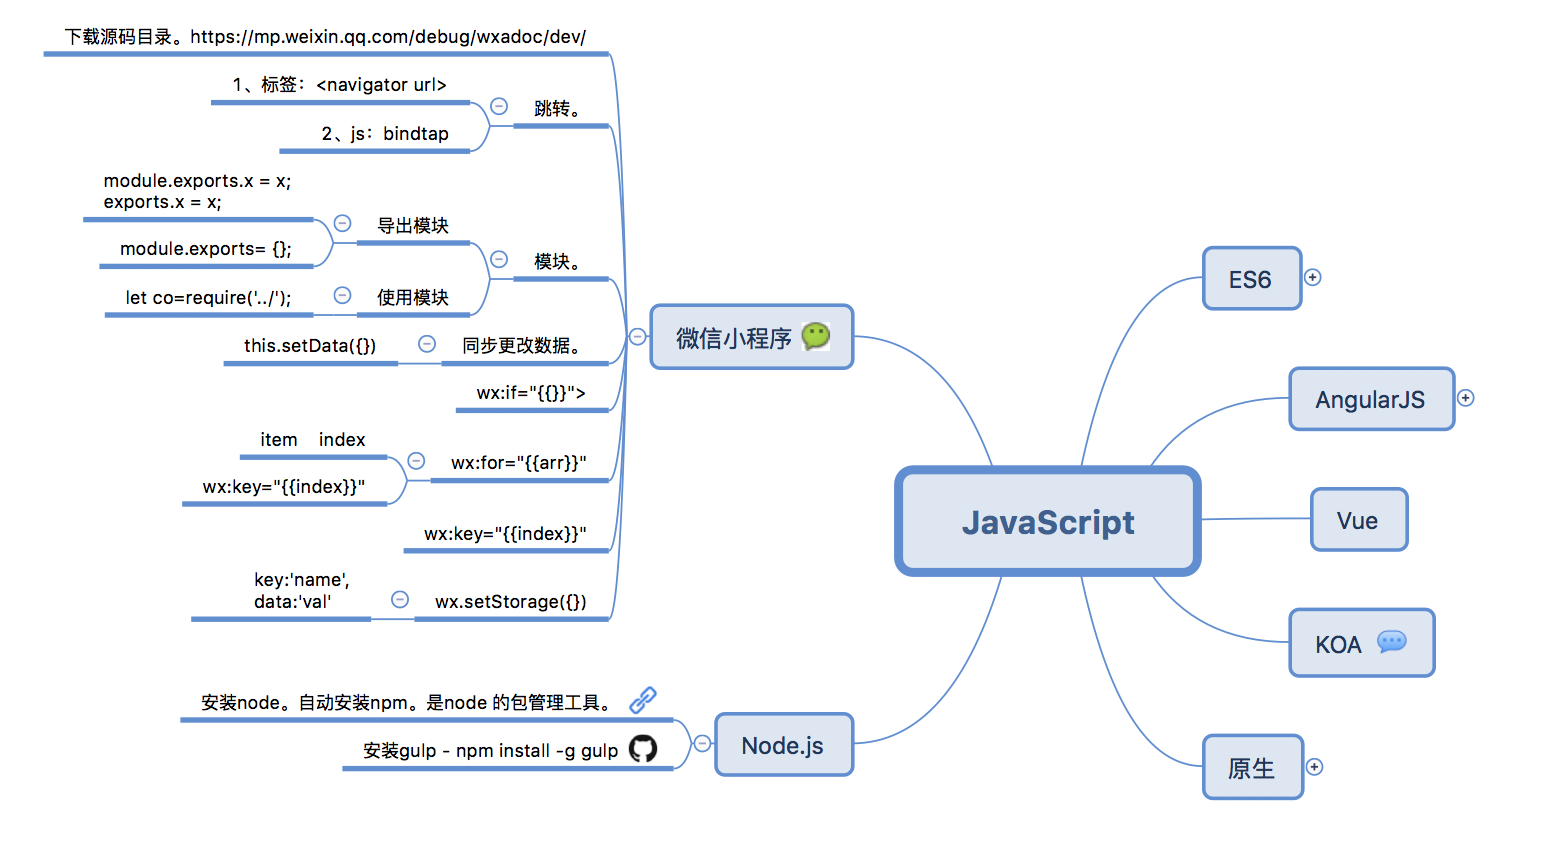 下载源码目录。https://mp.weixin.qq.com/debug/wxadoc/dev/
1、标签：<navigator url>
2、js：bindtap
跳转。
module.exports.x = x;
exports.x = x;
module.exports= {};
导出模块
let co=require('../');
使用模块
模块。
this.setData({})
同步更改数据。
wx:if="{{}}">
item index
wx:key="{{index}}"
wx:for="{{arr}}"
wx:key="{{index}}"
key:'name',
data:'val'
wx.setStorage({})
微信小程序
安装node。自动安装npm。是node 的包管理工具。
安装gulp - npm install -g gulp
Node.js
JavaScript
ES6
AngularJS
Vue
KOA
原生